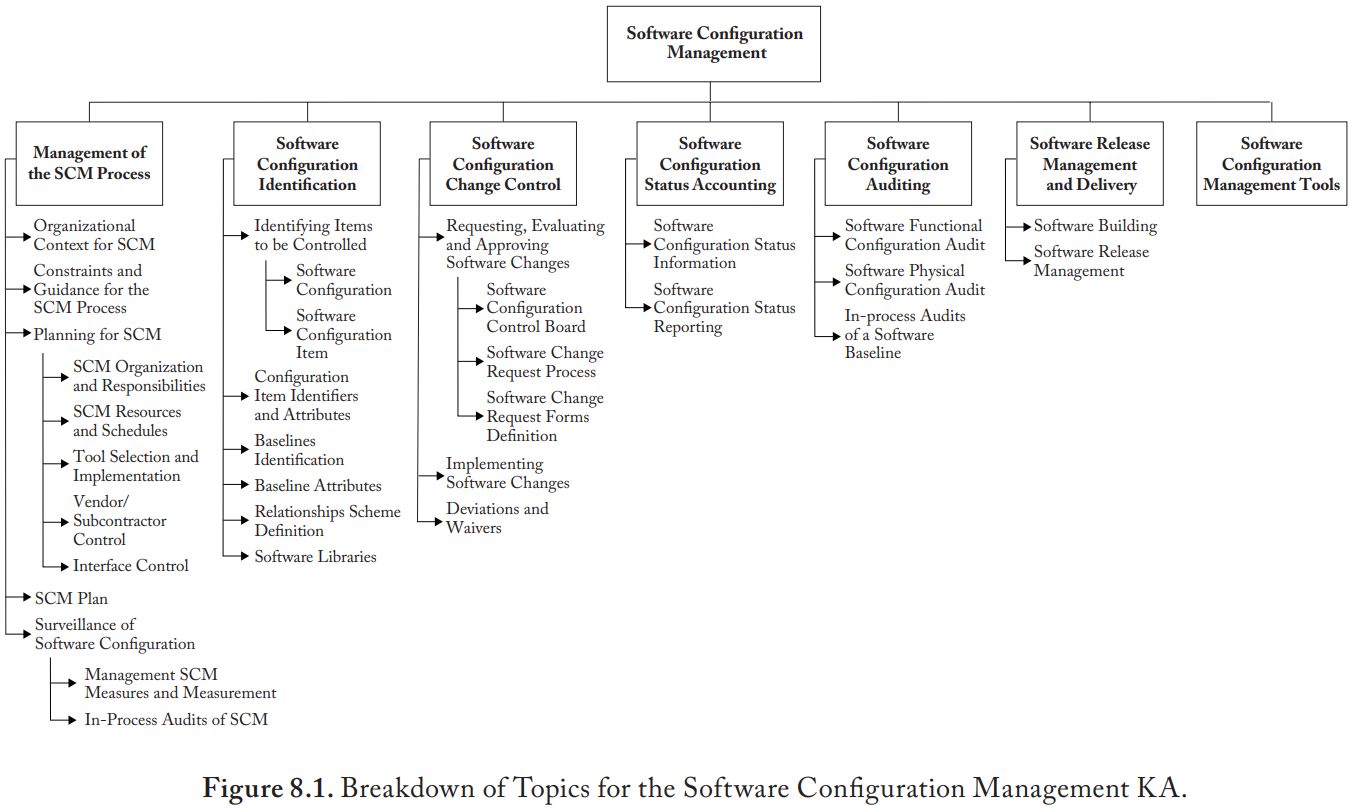 Software Configuration
Management
Management of
the SCM Process
Organizational
Context for SCM
Constraints and
Guidance for the
SCM Process
Planning for SCM
SCM Organization
and Responsibilities
SCM Resources
and Schedules
Tool Selection and
Implementation
Vendor/
Subcontractor
Control
Interface Control
SCM Plan
Surveillance of
Software Configuration
Management SCM
Measures and Measurement
In-Process Audits of SCM
Software
Configuration
Identification
Identifying Items
to be Controlled
Software
Configuration
Software
Configuration
Item
Configuration
Item Identifiers
and Attributes
Baselines
Identification
Baseline Attributes
Relationships Scheme
Definition
Software Libraries
Software
Configuration
Change Control
Requesting, Evaluating
and Approving
Software Changes
Software
Configuration
Control Board
Software Change
Request Process
Software Change
Request Forms
Definition
Implementing
Software Changes
Deviations and
Waivers
Software
Configuration
Status Accounting
Software
Configuration Status
Information
Software
Configuration Status
Reporting
Software
Configuration
Auditing
Software Functional
Configuration Audit
Software Physical
Configuration Audit
In-process Audits
of a Software
Baseline
Software Release
Management
and Delivery
Software Building
Software Release
Management
Software
Configuration
Management Tools
Figure 8.1. Breakdown of Topics for the Software Configuration Management KA.